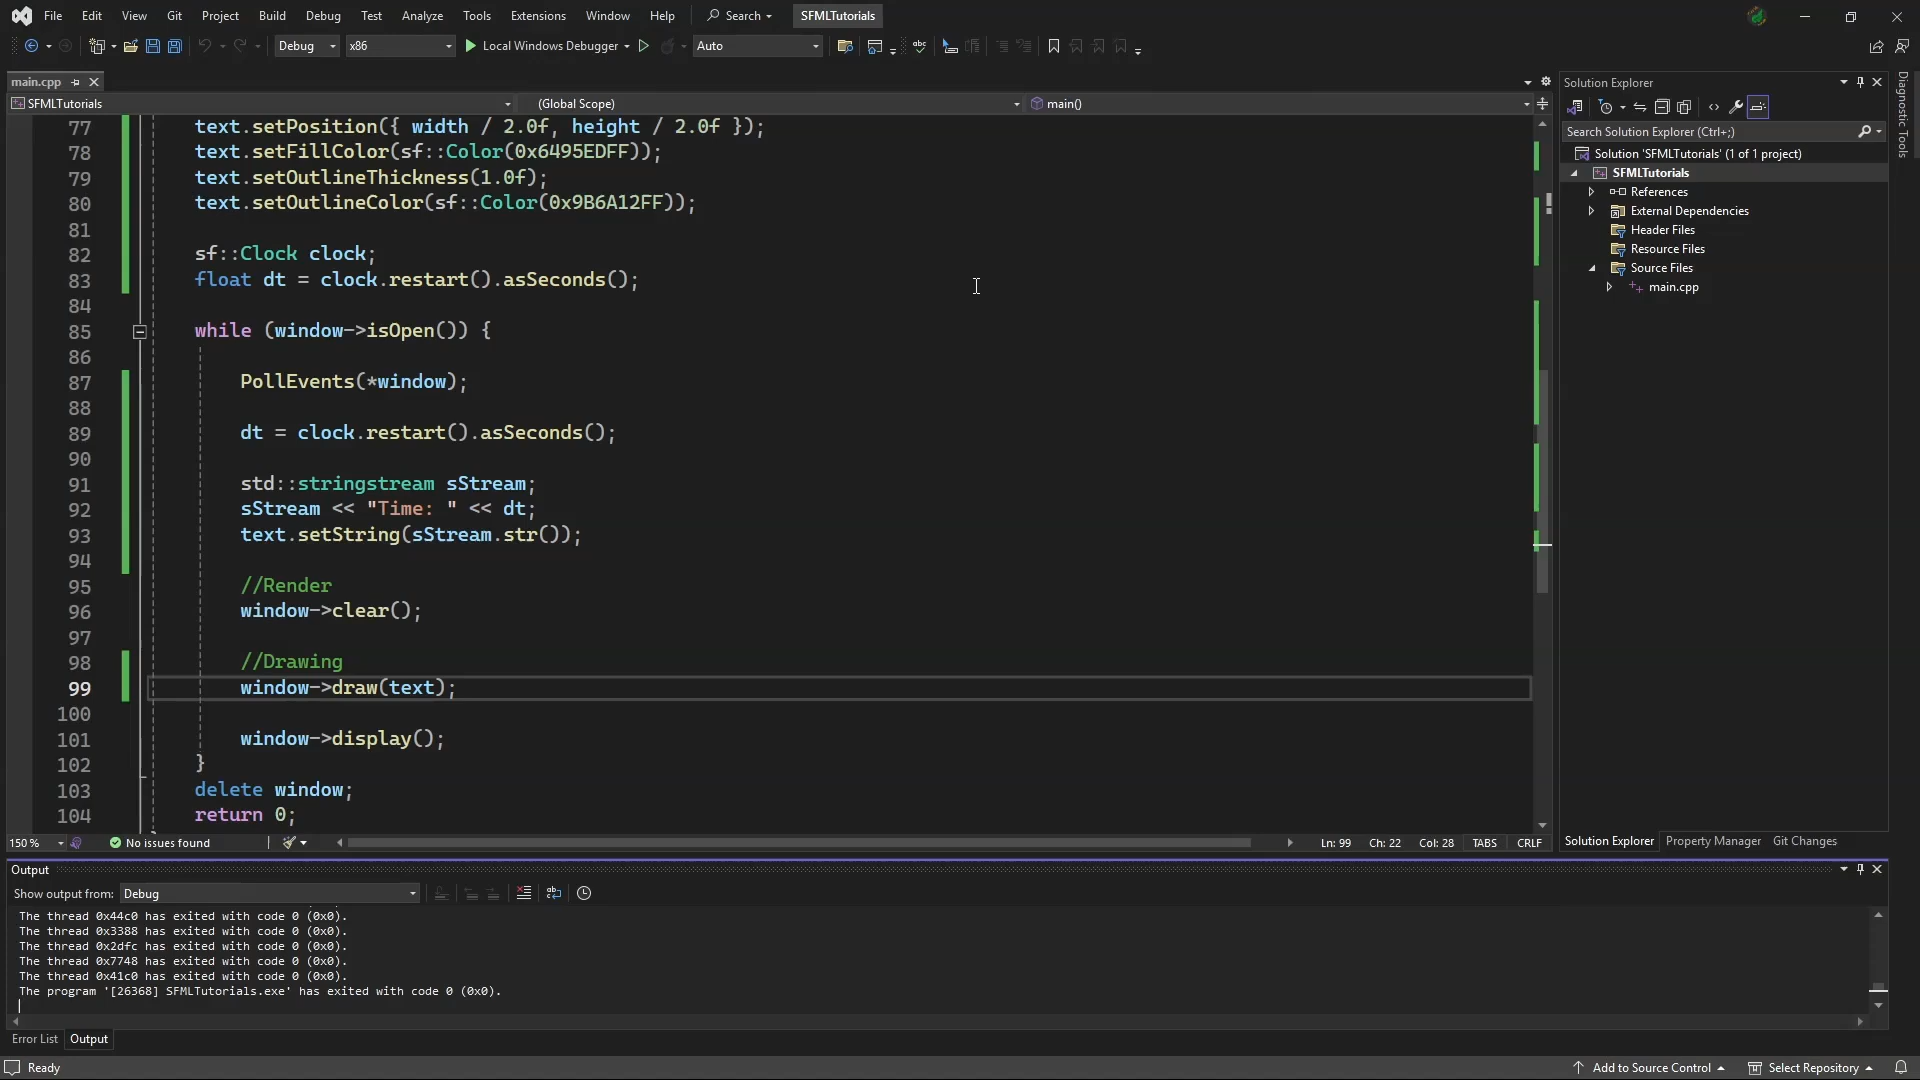 File Edit View Git Project Build Debug Test Analyze Tools Extensions Window Help Search SFMLTutorials
Debug x86 Local Windows Debugger Auto
main.cpp
SFMLTutorials (Global Scope) main()
77 text.setPosition({ width / 2.0f, height / 2.0f });
78 text.setFillColor(sf::Color(0x6495EDFF));
79 text.setOutlineThickness(1.0f);
80 text.setOutlineColor(sf::Color(0x9B6A12FF));
81
82 sf::Clock clock;
83 float dt = clock.restart().asSeconds();
84
85 while (window->isOpen()) {
86
87 PollEvents(*window);
88
89 dt = clock.restart().asSeconds();
90
91 std::stringstream sStream;
92 sStream << "Time: " << dt;
93 text.setString(sStream.str());
94
95 //Render
96 window->clear();
97
98 //Drawing
99 window->draw(text);
100
101 window->display();
102 }
103 delete window;
104 return 0;
150 % No issues found Ln: 99 Ch: 22 Col: 28 TABS CRLF
Solution Explorer
Search Solution Explorer (Ctrl+;)
Solution 'SFMLTutorials' (1 of 1 project)
SFMLTutorials
References
External Dependencies
Header Files
Resource Files
Source Files
main.cpp
Solution Explorer Property Manager Git Changes
Diagnostic Tools
Output
Show output from: Debug
The thread 0x44c0 has exited with code 0 (0x0).
The thread 0x3388 has exited with code 0 (0x0).
The thread 0x2dfc has exited with code 0 (0x0).
The thread 0x7748 has exited with code 0 (0x0).
The thread 0x41c0 has exited with code 0 (0x0).
The program '[26368] SFMLTutorials.exe' has exited with code 0 (0x0).
Error List Output
Ready Add to Source Control Select Repository